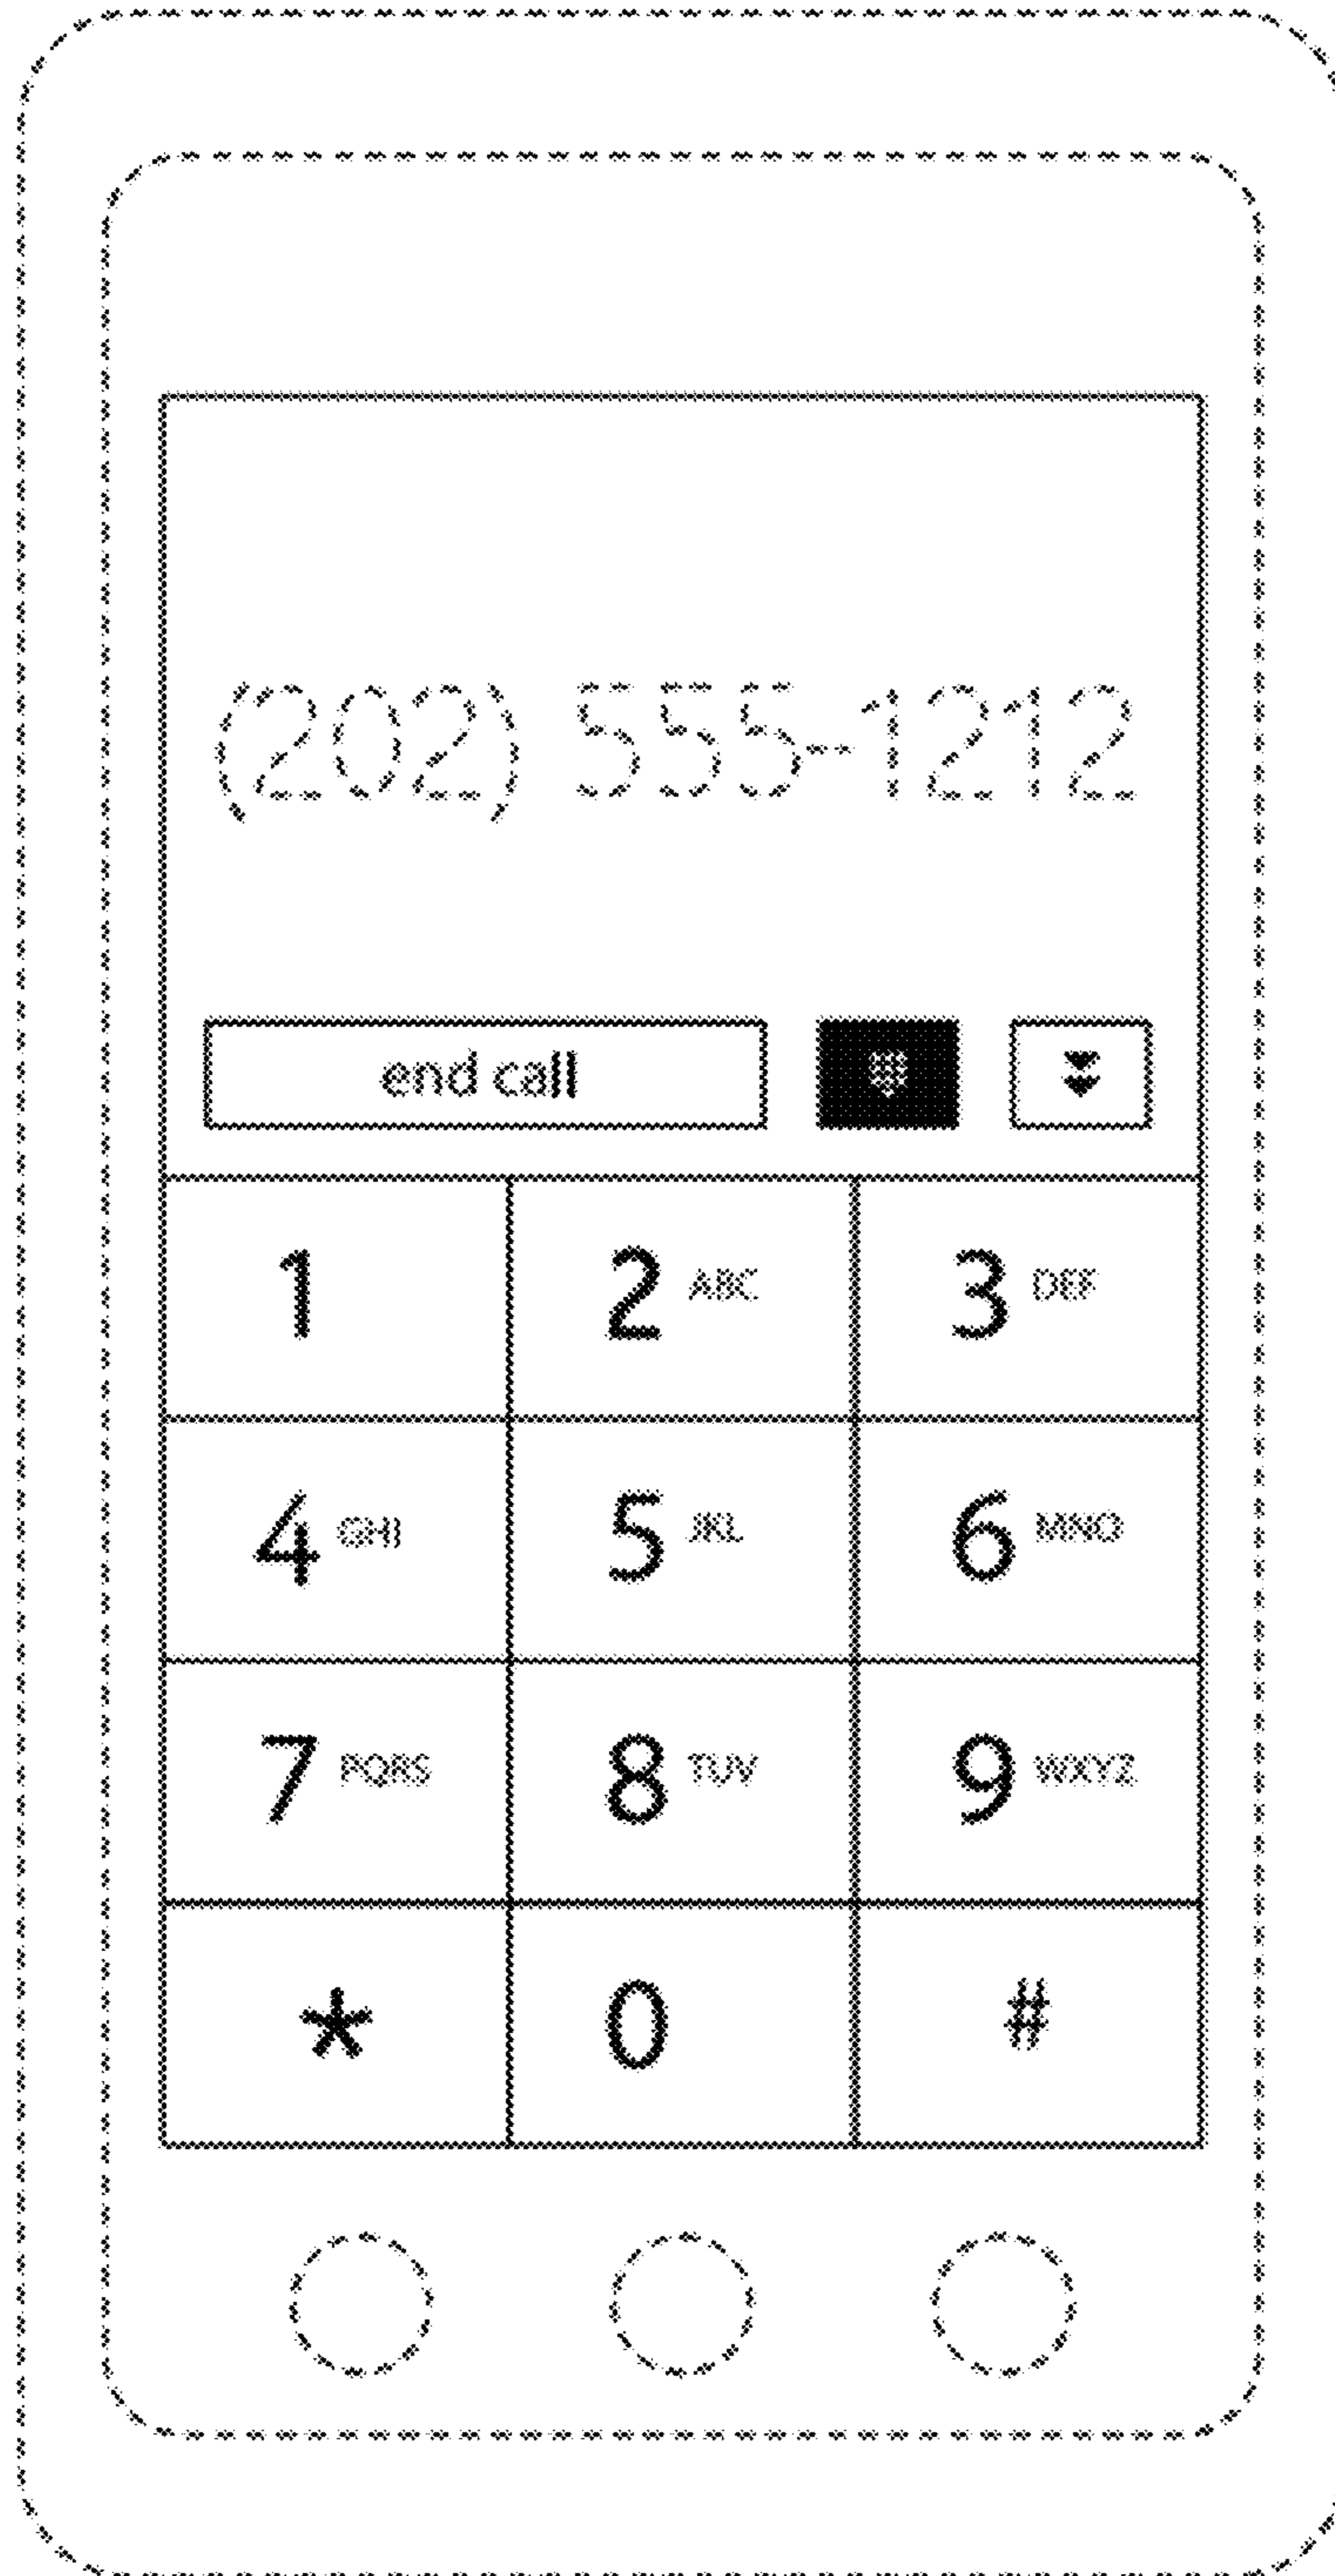 (202) 555-1212
end call
1 2 ABC 3 DEF
4 GHI 5 JKL 6 MNO
7 PQRS 8 TUV 9 WXYZ
* 0 #